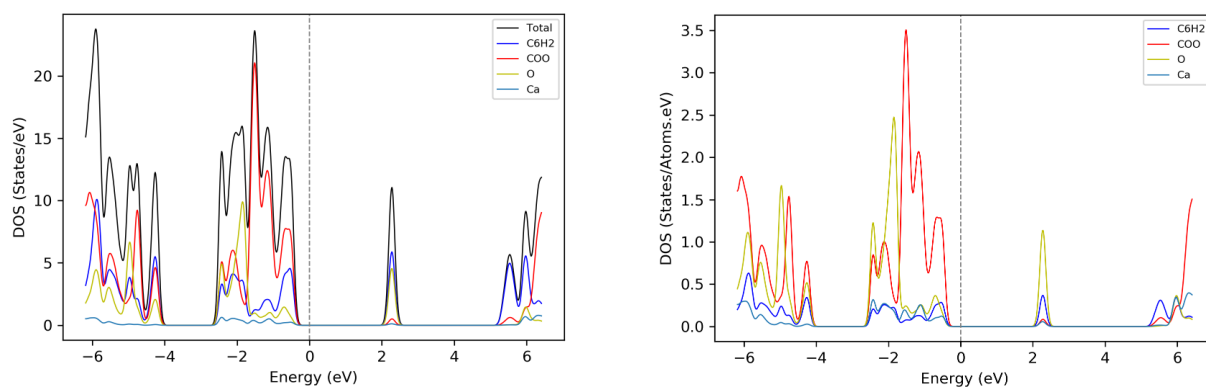 Total
C6H2
COO
O
Ca
20
15
10
5
0
DOS (States/eV)
−6 −4 −2 0 2 4 6
Energy (eV)
C6H2
COO
O
Ca
3.5
3.0
2.5
2.0
1.5
1.0
0.5
0.0
DOS (States/Atoms.eV)
−6 −4 −2 0 2 4 6
Energy (eV)